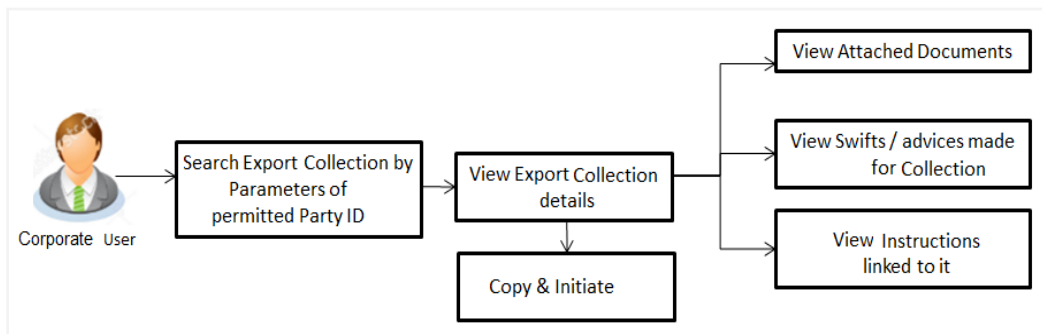 View Attached Documents
View Swifts / advices made
for Collection
Search Export Collection by
Parameters of
permitted Party ID
View Export Collection
details
Corporate User
View Instructions
linked to it
Copy & Initiate